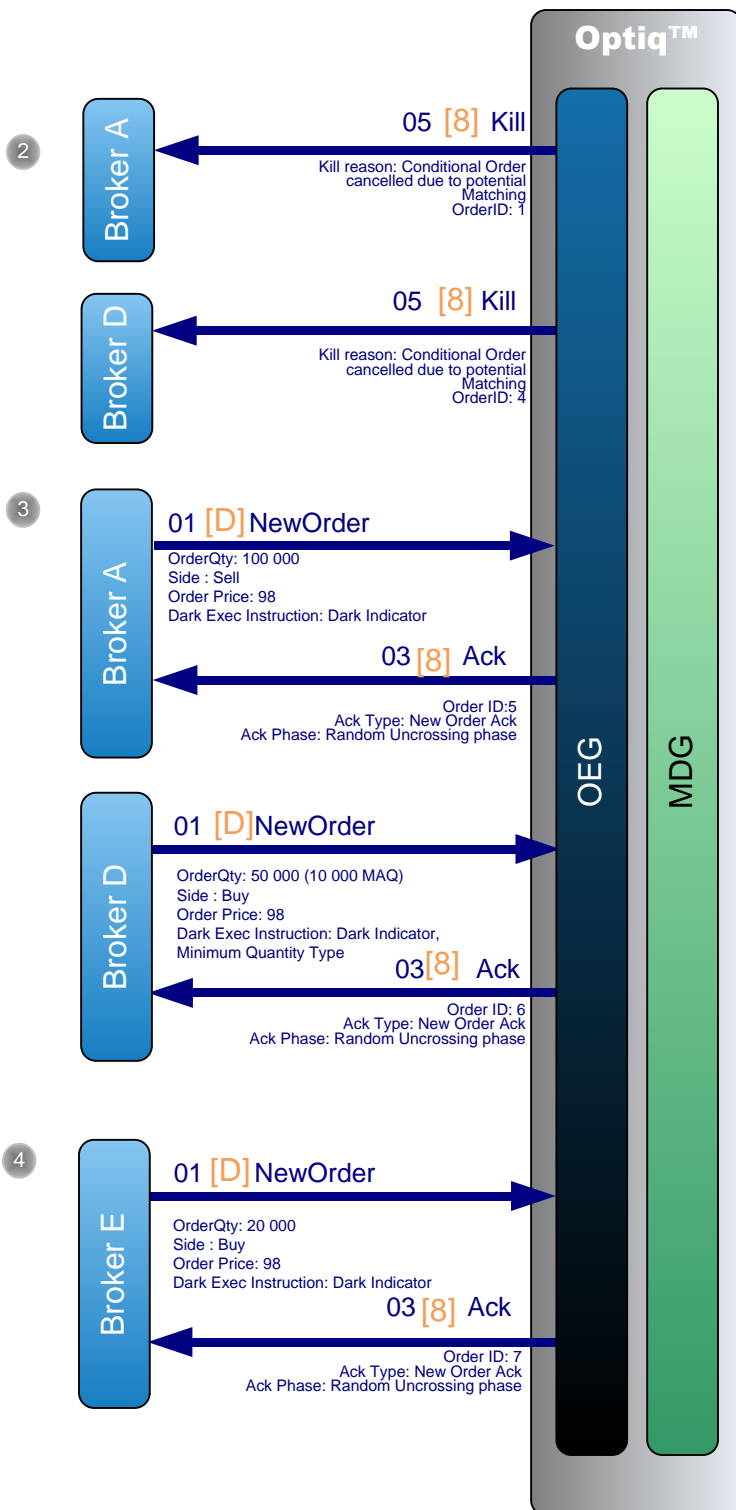 Optiq™
2
Broker A
05 [8] Kill
Kill reason: Conditional Order
cancelled due to potential
Matching
OrderID: 1
Broker D
05 [8] Kill
Kill reason: Conditional Order
cancelled due to potential
Matching
OrderID: 4
3
Broker A
01 [D] NewOrder
OrderQty: 100 000
Side : Sell
Order Price: 98
Dark Exec Instruction: Dark Indicator
03 [8] Ack
Order ID:5
Ack Type: New Order Ack
Ack Phase: Random Uncrossing phase
OEG
MDG
Broker D
01 [D]NewOrder
OrderQty: 50 000 (10 000 MAQ)
Side : Buy
Order Price: 98
Dark Exec Instruction: Dark Indicator,
Minimum Quantity Type
03[8] Ack
Order ID: 6
Ack Type: New Order Ack
Ack Phase: Random Uncrossing phase
4
Broker E
01 [D] NewOrder
OrderQty: 20 000
Side : Buy
Order Price: 98
Dark Exec Instruction: Dark Indicator
03 [8] Ack
Order ID: 7
Ack Type: New Order Ack
Ack Phase: Random Uncrossing phase